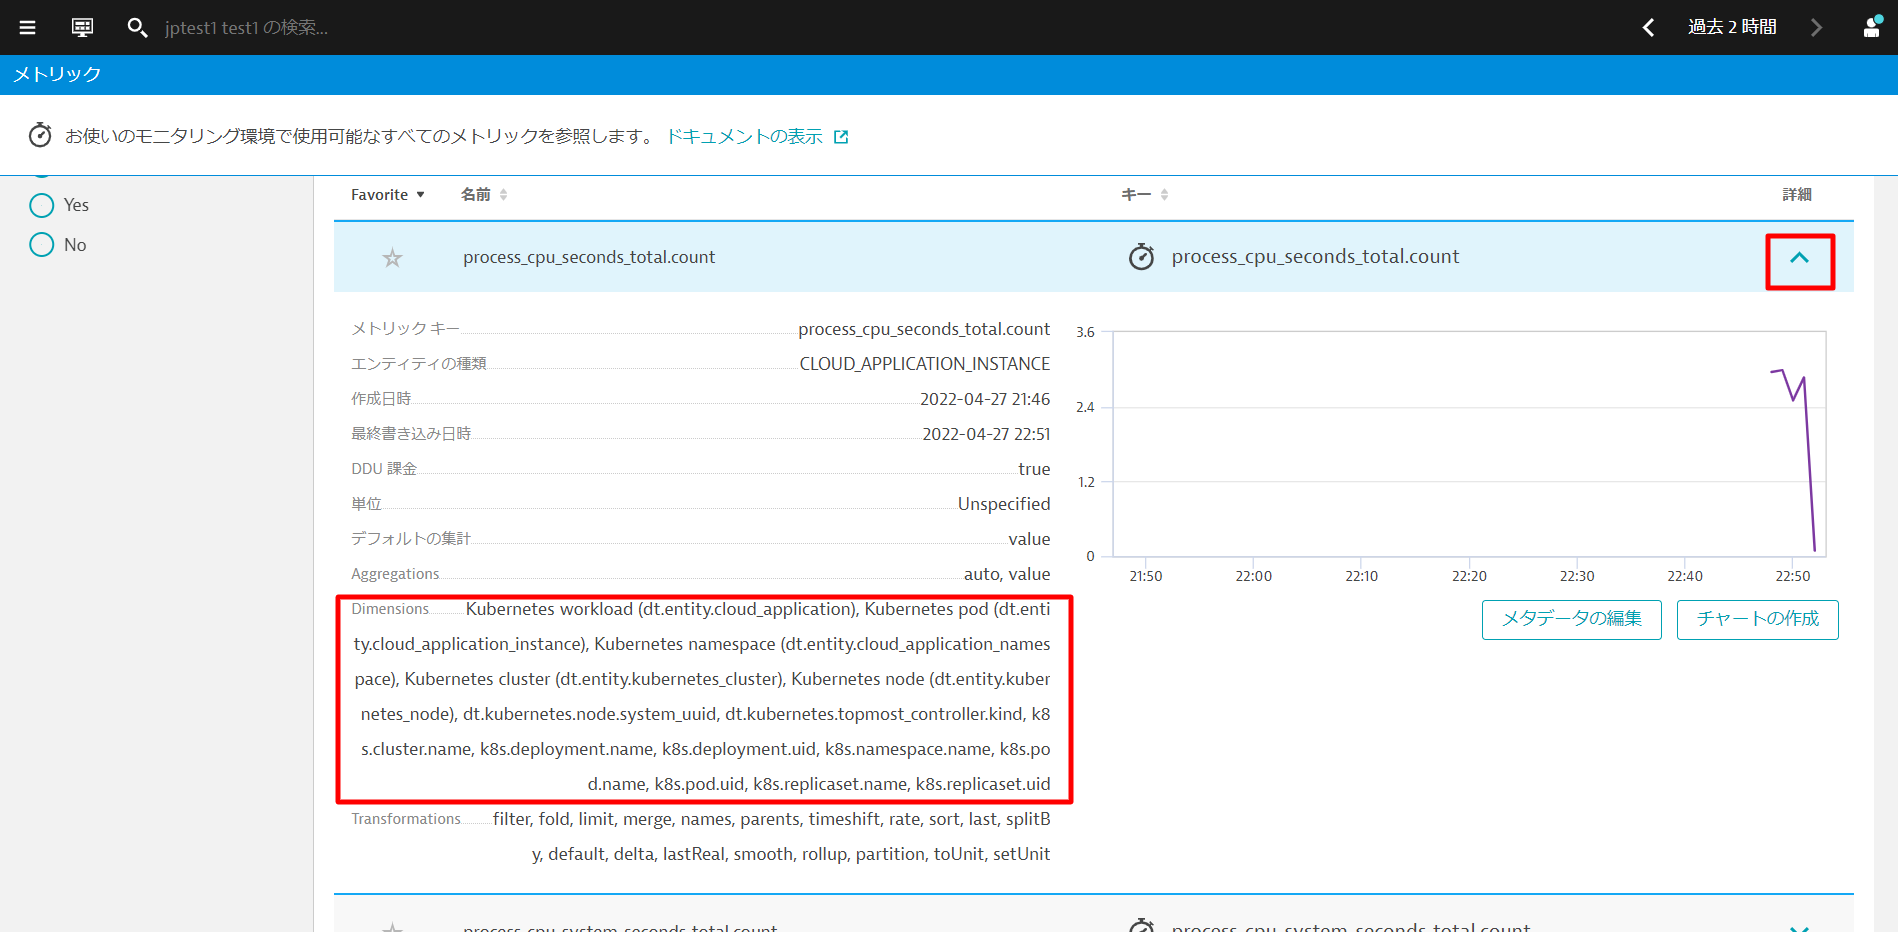 jptest1 test1 の検索...
過去 2 時間
メトリック
お使いのモニタリング環境で使用可能なすべてのメトリックを参照します。 ドキュメントの表示
Yes
No
Favorite 名前 キー 詳細
process_cpu_seconds_total.count process_cpu_seconds_total.count
メトリック キー process_cpu_seconds_total.count
エンティティの種類 CLOUD_APPLICATION_INSTANCE
作成日時 2022-04-27 21:46
最終書き込み日時 2022-04-27 22:51
DDU 課金 true
単位 Unspecified
デフォルトの集計 value
Aggregations auto, value
Dimensions Kubernetes workload (dt.entity.cloud_application), Kubernetes pod (dt.enti
ty.cloud_application_instance), Kubernetes namespace (dt.entity.cloud_application_names
pace), Kubernetes cluster (dt.entity.kubernetes_cluster), Kubernetes node (dt.entity.kuber
netes_node), dt.kubernetes.node.system_uuid, dt.kubernetes.topmost_controller.kind, k8
s.cluster.name, k8s.deployment.name, k8s.deployment.uid, k8s.namespace.name, k8s.po
d.name, k8s.pod.uid, k8s.replicaset.name, k8s.replicaset.uid
Transformations filter, fold, limit, merge, names, parents, timeshift, rate, sort, last, splitB
y, default, delta, lastReal, smooth, rollup, partition, toUnit, setUnit
3.6
2.4
1.2
0
21:50 22:00 22:10 22:20 22:30 22:40 22:50
メタデータの編集 チャートの作成
process_cpu_system_seconds_total.count process_cpu_system_seconds_total.count